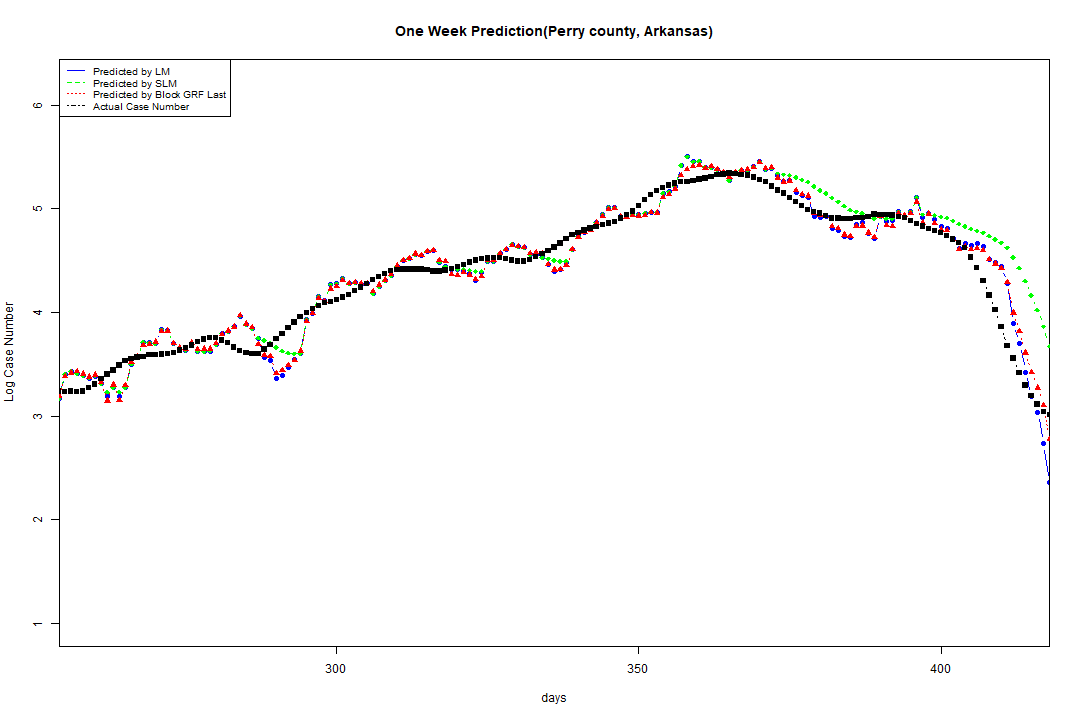 One Week Prediction(Perry county, Arkansas)
Predicted by LM
Predicted by SLM
Predicted by Block GRF Last
Actual Case Number
6
5
4
3
2
1
Log Case Number
300 350 400
days